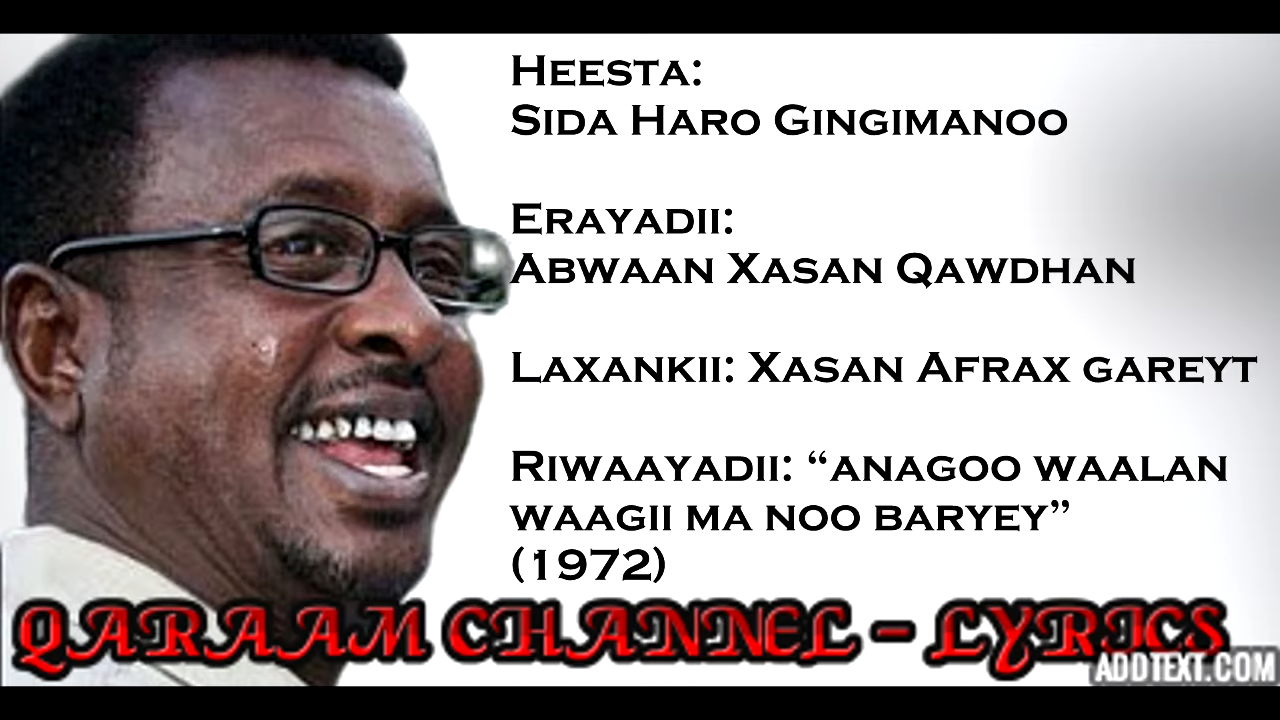 HEESTA:
SIDA HARO GINGIMANOO
ERAYADII:
ABWAAN XASAN QAWDHAN
LAXANKII: XASAN AFRAX GAREYT
RIWAAYADII: “ANAGOO WAALAN
WAAGII MA NOO BARYEY”
(1972)
QARAAM CHANNEL - LYRICS
ADDTEXT.COM